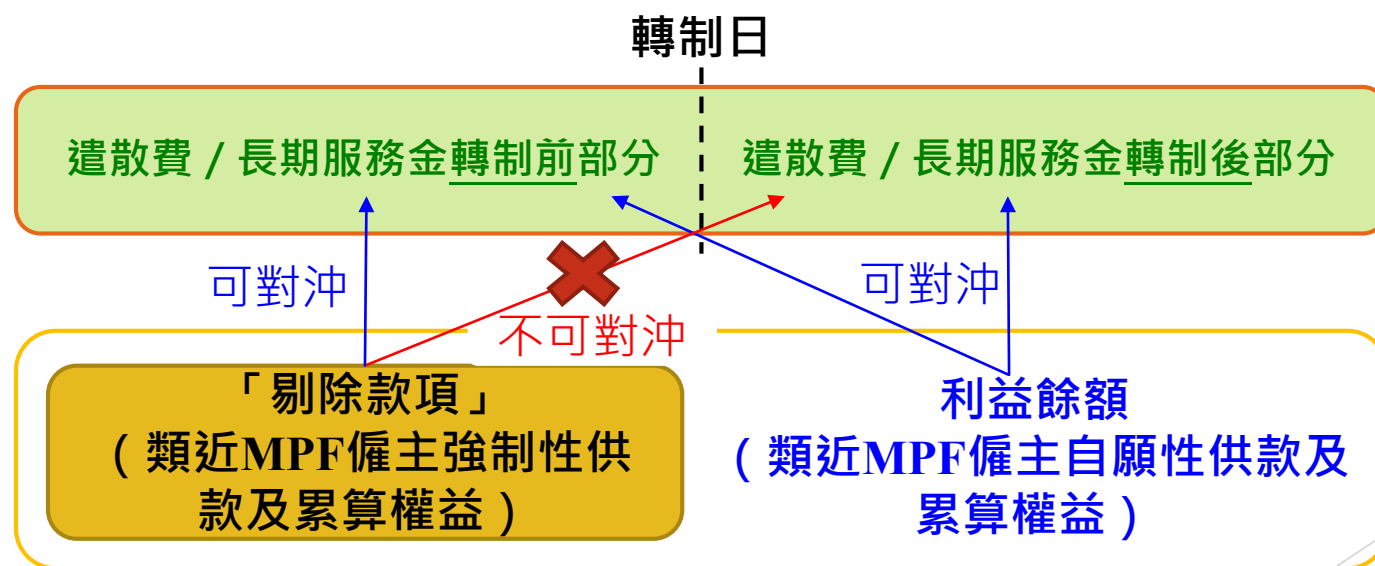 轉制日
遣散費 / 長期服務金轉制前部分
遣散費 / 長期服務金轉制後部分
可對沖
可對沖
不可對沖
「剔除款項」
（類近MPF僱主強制性供
款及累算權益）
利益餘額
（類近MPF僱主自願性供款及
累算權益）